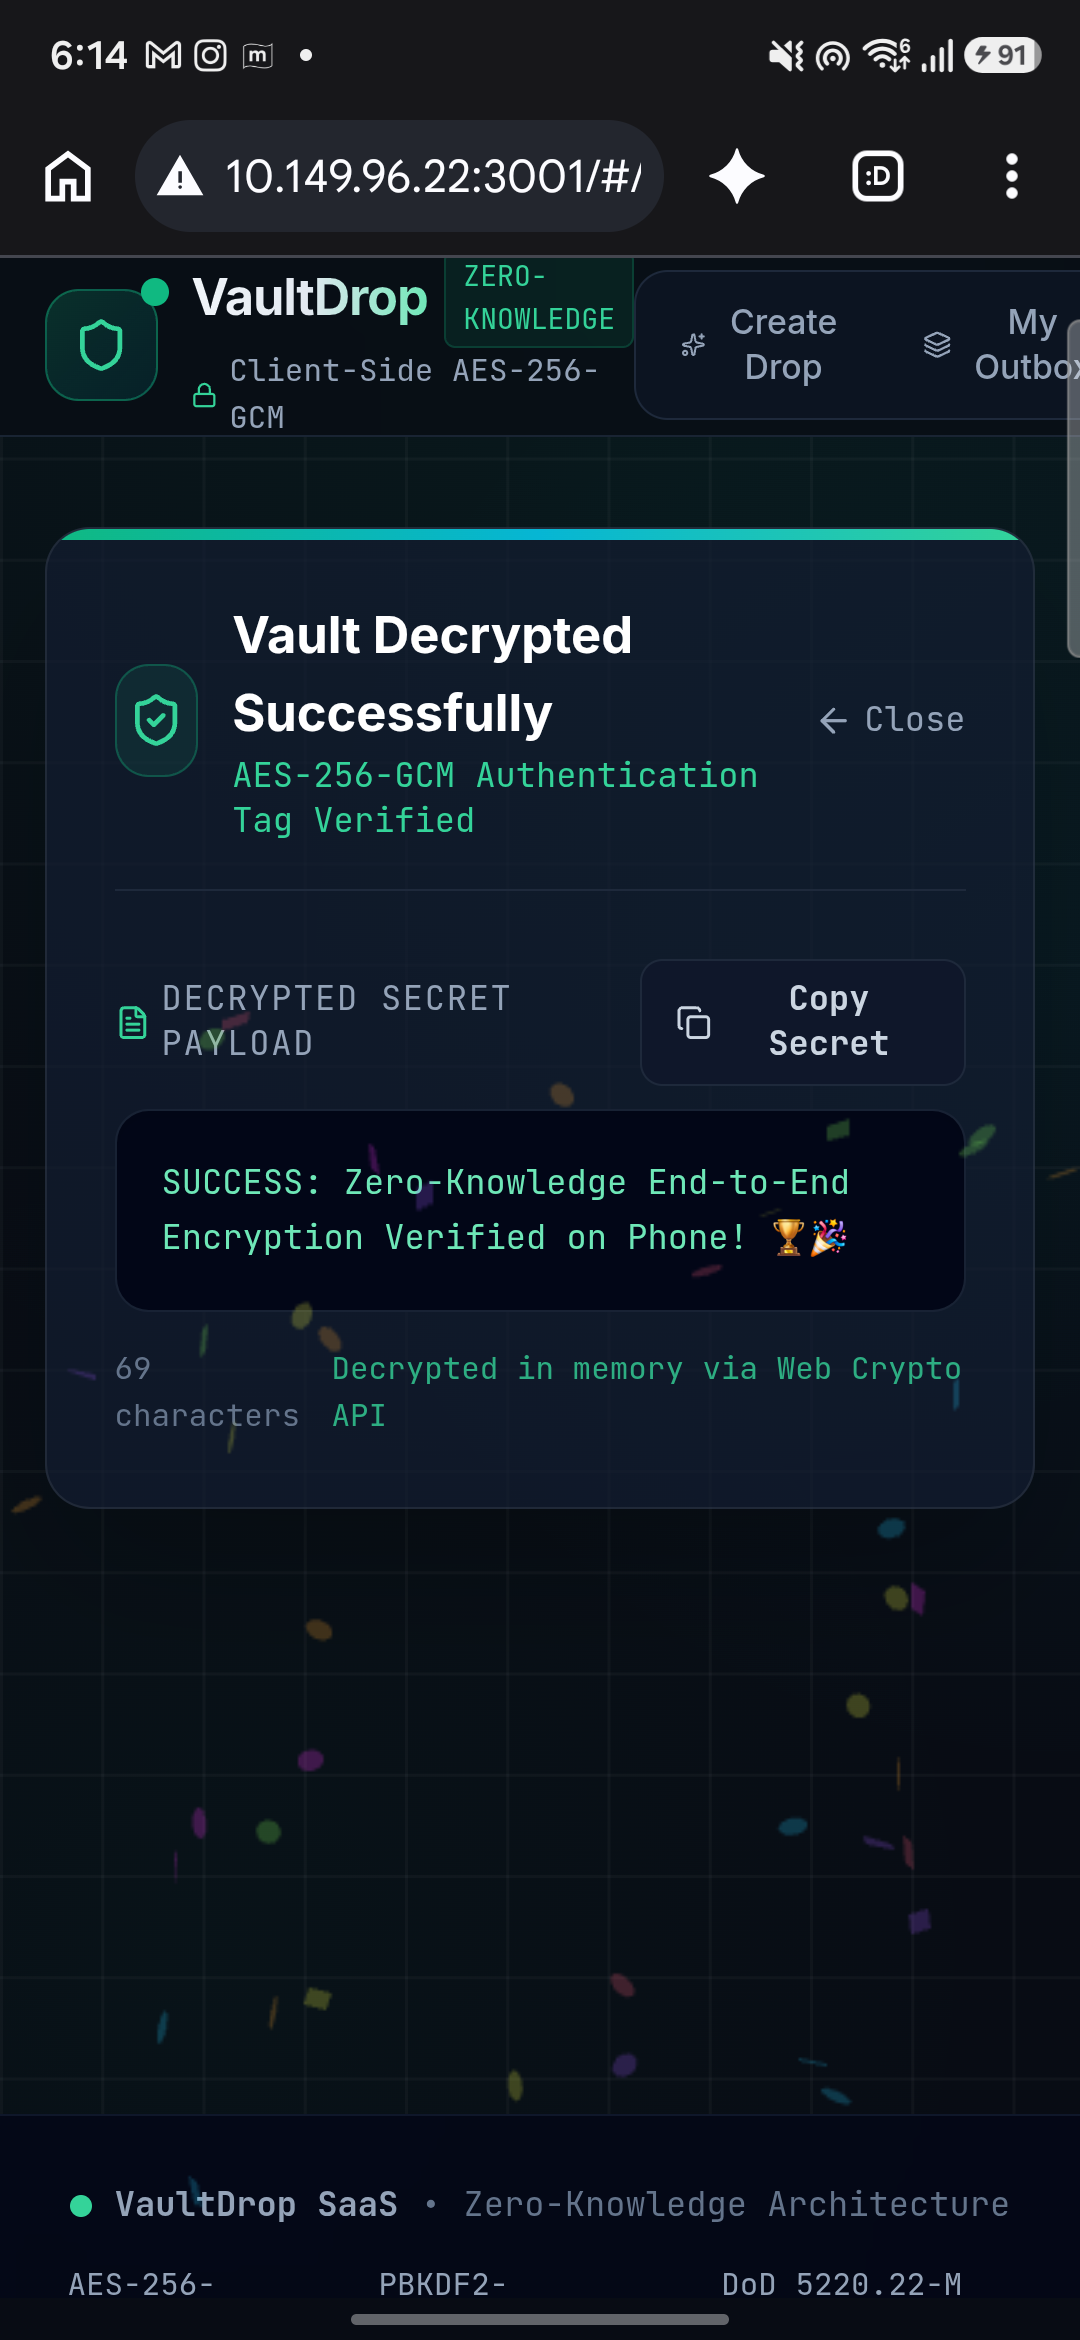 6:14
91
10.149.96.22:3001/#/
:D
VaultDrop
ZERO-
KNOWLEDGE
Client-Side AES-256-
GCM
Create
Drop
My
Outbox
Vault Decrypted
Successfully
Close
AES-256-GCM Authentication
Tag Verified
DECRYPTED SECRET
PAYLOAD
Copy
Secret
SUCCESS: Zero-Knowledge End-to-End
Encryption Verified on Phone! 🏆🎉
69
characters
Decrypted in memory via Web Crypto
API
VaultDrop SaaS • Zero-Knowledge Architecture
AES-256-
PBKDF2-
DoD 5220.22-M